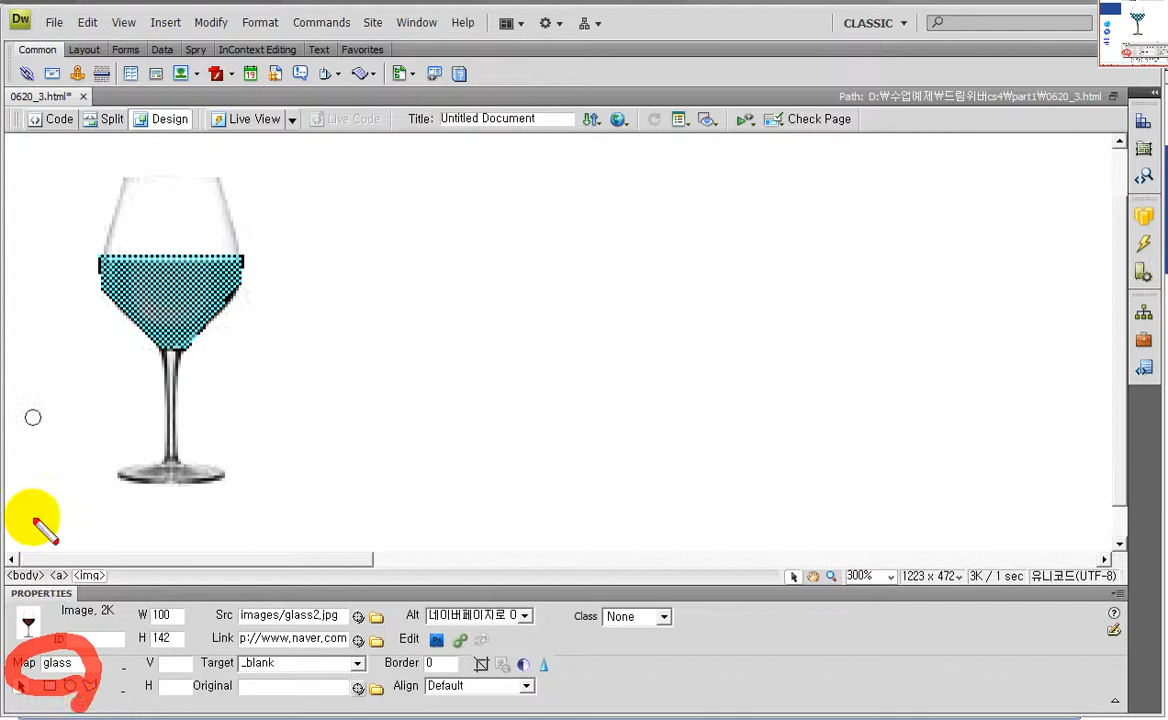 Dw File Edit View Insert Modify Format Commands Site Window Help CLASSIC
Common Layout Forms Data Spry InContext Editing Text Favorites
0620_3.html* Path: D:₩수업예제₩드림위버cs4₩part1₩0620_3.html
Code Split Design Live View Live Code Title: Untitled Document Check Page
<body> <a> <img> 300% 1223 x 472 3K / 1 sec 유니코드(UTF-8)
PROPERTIES
Image, 2K W 100 Src images/glass2.jpg Alt 네이버페이지로 Class None
ID H 142 Link p://www.naver.com Edit
Map glass V Target _blank Border 0
H Original Align Default